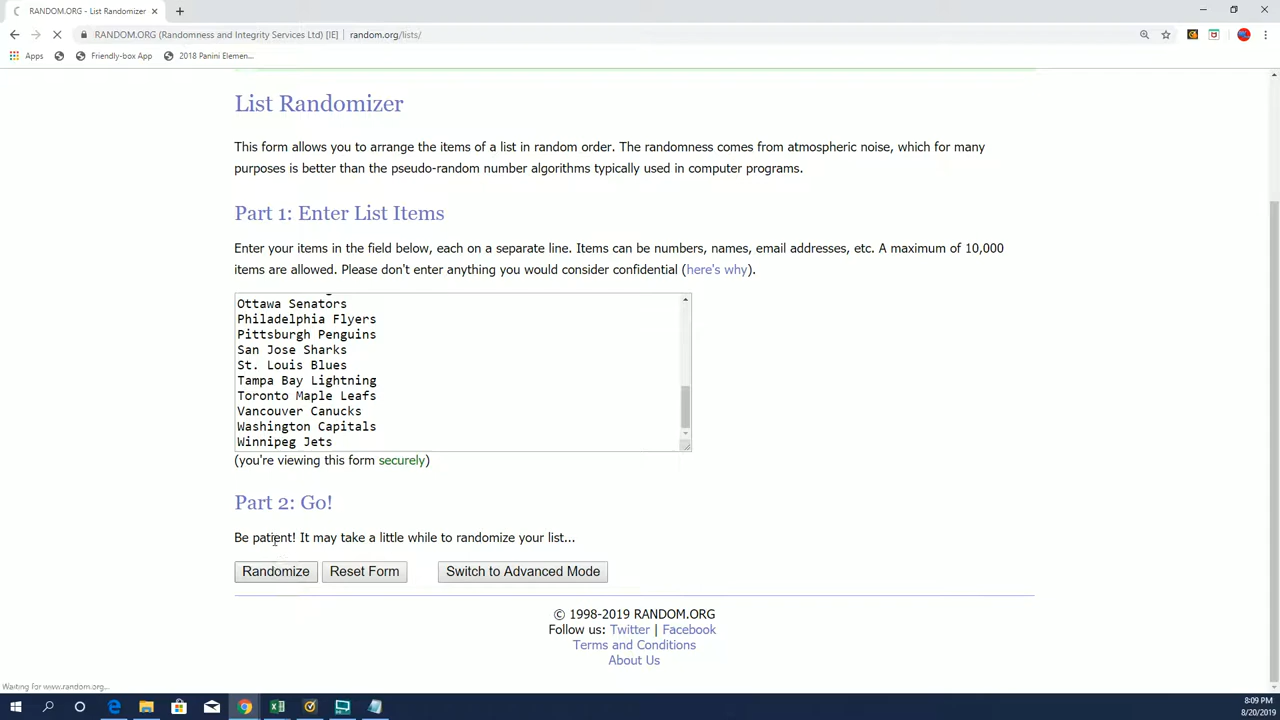 RANDOM.ORG - List Randomizer
RANDOM.ORG (Randomness and Integrity Services Ltd) [IE] | random.org/lists/
Apps Friendly-box App 2018 Panini Elemen...
List Randomizer
This form allows you to arrange the items of a list in random order. The randomness comes from atmospheric noise, which for many
purposes is better than the pseudo-random number algorithms typically used in computer programs.
Part 1: Enter List Items
Enter your items in the field below, each on a separate line. Items can be numbers, names, email addresses, etc. A maximum of 10,000
items are allowed. Please don't enter anything you would consider confidential (here's why).
Ottawa Senators
Philadelphia Flyers
Pittsburgh Penguins
San Jose Sharks
St. Louis Blues
Tampa Bay Lightning
Toronto Maple Leafs
Vancouver Canucks
Washington Capitals
Winnipeg Jets
(you're viewing this form securely)
Part 2: Go!
Be patient! It may take a little while to randomize your list...
Randomize Reset Form Switch to Advanced Mode
© 1998-2019 RANDOM.ORG
Follow us: Twitter | Facebook
Terms and Conditions
About Us
Waiting for www.random.org...
8:09 PM
8/20/2019